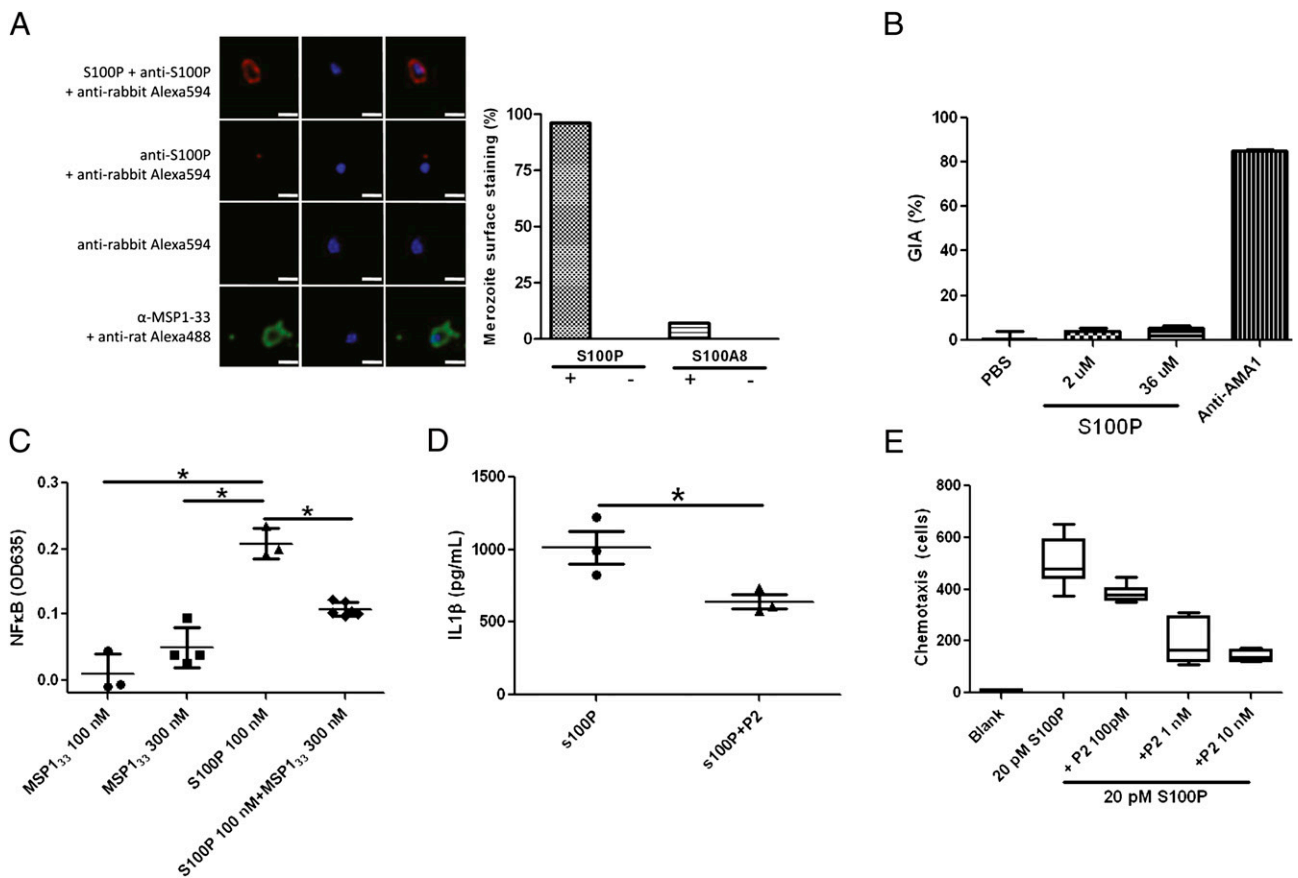 A
S100P + anti-S100P
+ anti-rabbit Alexa594
anti-S100P
+ anti-rabbit Alexa594
anti-rabbit Alexa594
α-MSP1-33
+ anti-rat Alexa488
Merozoite surface staining (%)
100
75
50
25
0
S100P
S100A8
+ - + -
B
GIA (%)
100
80
60
40
20
0
PBS
2 uM
36 uM
Anti-AMA1
S100P
C
NFκB (OD635)
0.3
0.2
0.1
0.0
*
*
*
MSP1₃₃ 100 nM
MSP1₃₃ 300 nM
S100P 100 nM
S100P 100 nM+MSP1₃₃ 300 nM
D
IL1β (pg/mL)
1500
1000
500
0
*
s100P
s100P+P2
E
Chemotaxis (cells)
800
600
400
200
0
Blank
20 pM S100P
+ P2 100pM
+P2 1 nM
+P2 10 nM
20 pM S100P